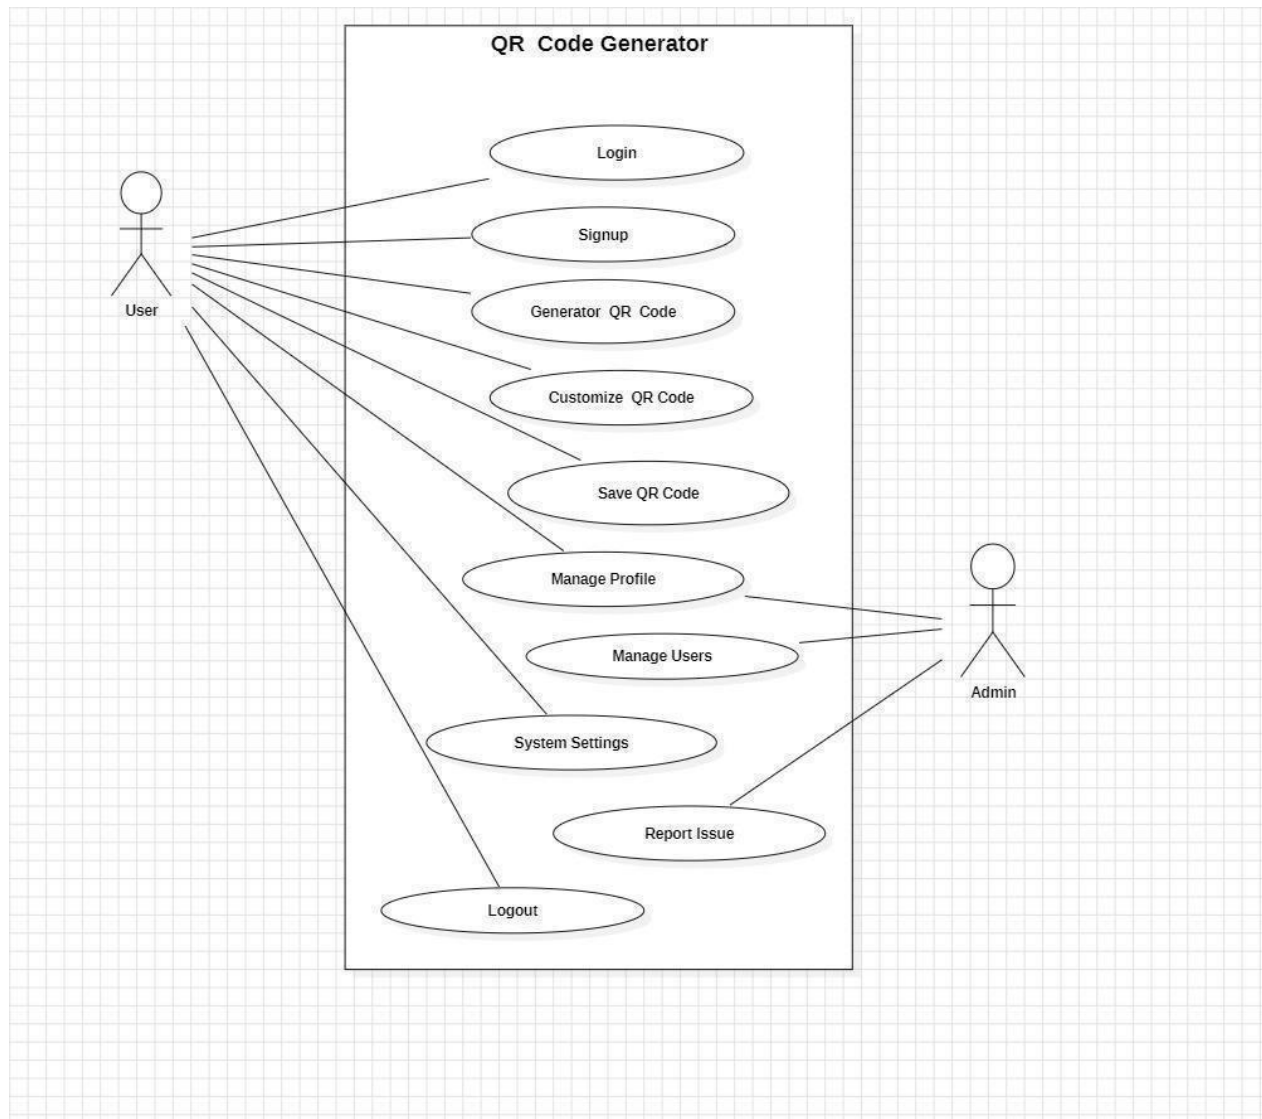 QR Code Generator
Login
Signup
User
Generator QR Code
Customize QR Code
Save QR Code
Manage Profile
Manage Users
Admin
System Settings
Report Issue
Logout